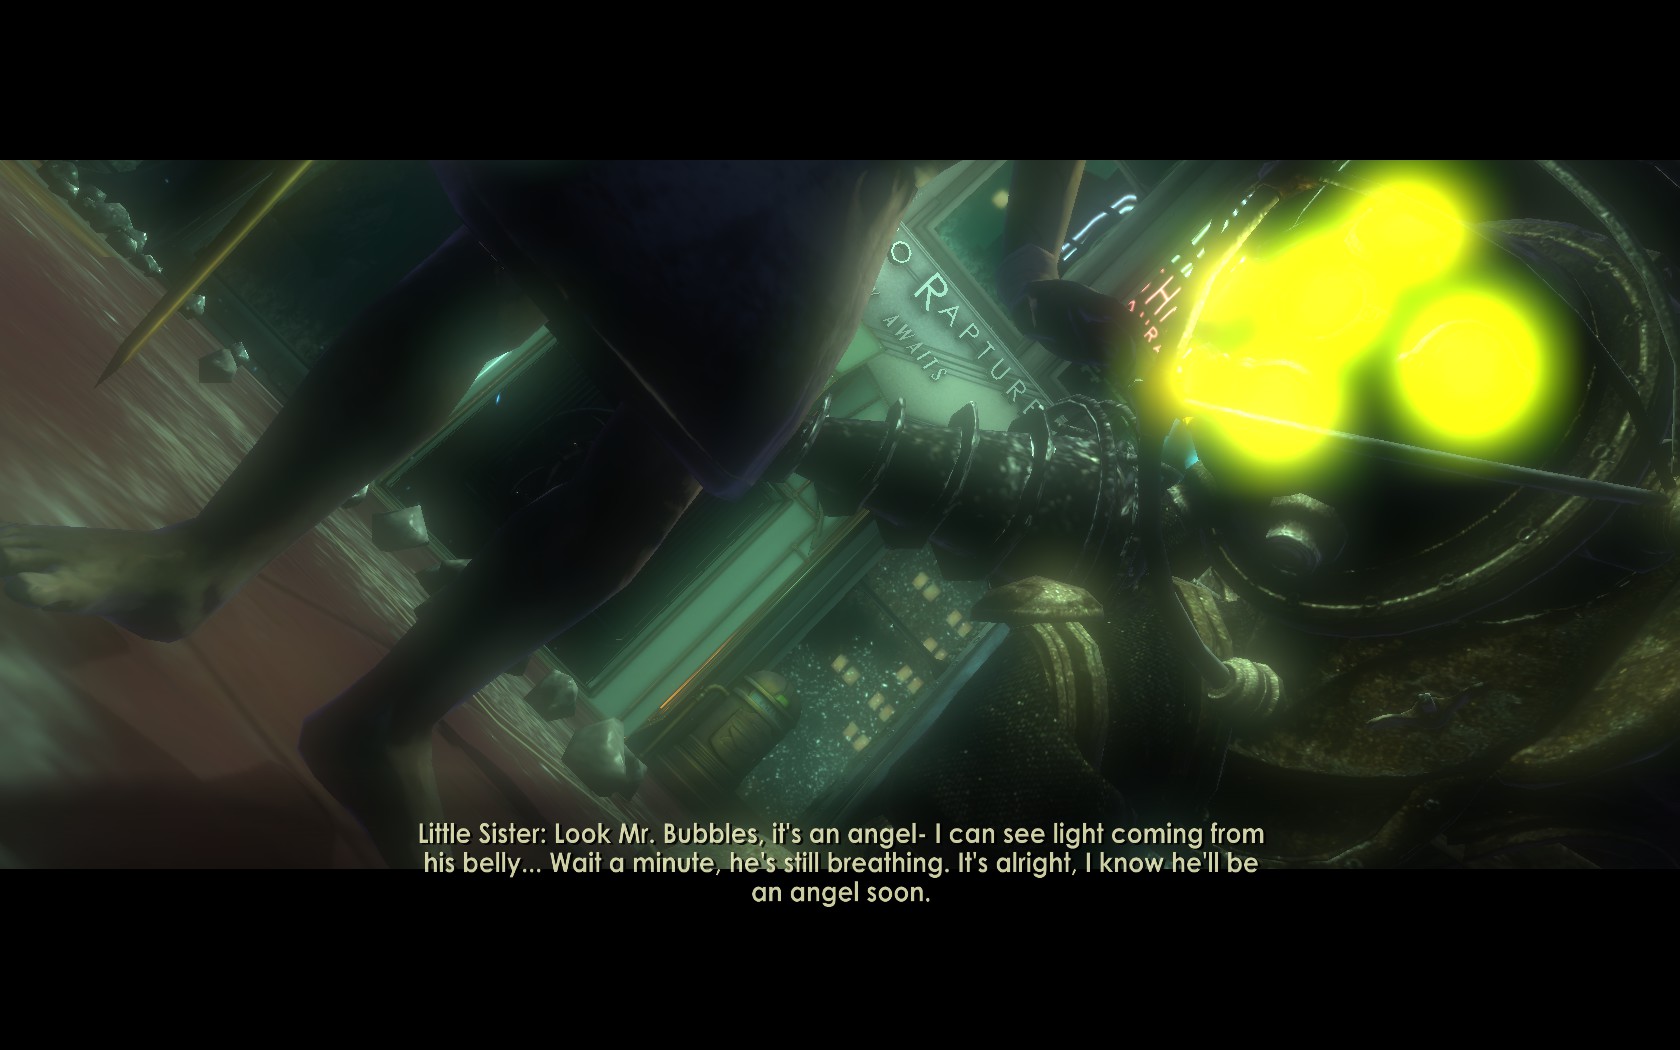 O RAPTURE
AWAITS
Little Sister: Look Mr. Bubbles, it's an angel- I can see light coming from
his belly... Wait a minute, he's still breathing. It's alright, I know he'll be
an angel soon.